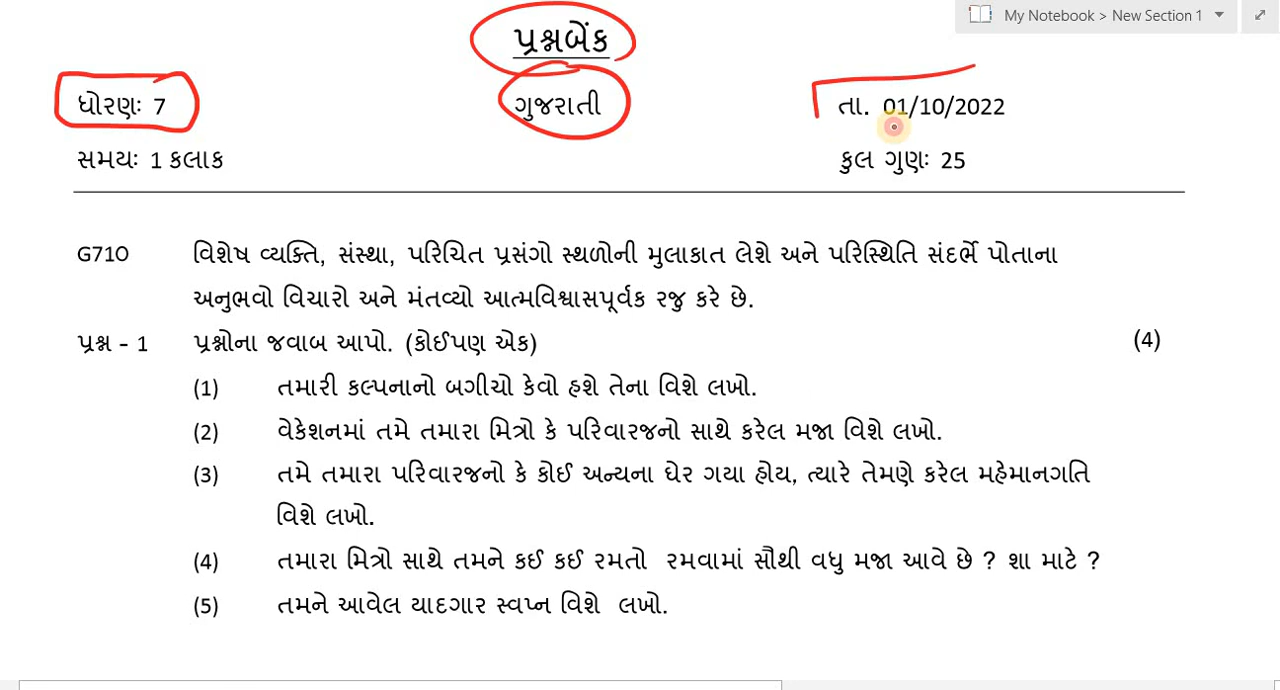 My Notebook > New Section 1
પ્રશ્નબેંક
ધોરણઃ 7 ગુજરાતી તા. 01/10/2022
સમયઃ 1 કલાક કુલ ગુણઃ 25
G710 વિશેષ વ્યક્તિ, સંસ્થા, પરિચિત પ્રસંગો સ્થળોની મુલાકાત લેશે અને પરિસ્થિતિ સંદર્ભે પોતાના
અનુભવો વિચારો અને મંતવ્યો આત્મવિશ્વાસપૂર્વક રજુ કરે છે.
પ્રશ્ન - 1 પ્રશ્નોના જવાબ આપો. (કોઈપણ એક) (4)
(1) તમારી કલ્પનાનો બગીચો કેવો હશે તેના વિશે લખો.
(2) વેકેશનમાં તમે તમારા મિત્રો કે પરિવારજનો સાથે કરેલ મજા વિશે લખો.
(3) તમે તમારા પરિવારજનો કે કોઈ અન્યના ઘેર ગયા હોય, ત્યારે તેમણે કરેલ મહેમાનગતિ
વિશે લખો.
(4) તમારા મિત્રો સાથે તમને કઈ કઈ રમતો રમવામાં સૌથી વધુ મજા આવે છે ? શા માટે ?
(5) તમને આવેલ યાદગાર સ્વપ્ન વિશે લખો.